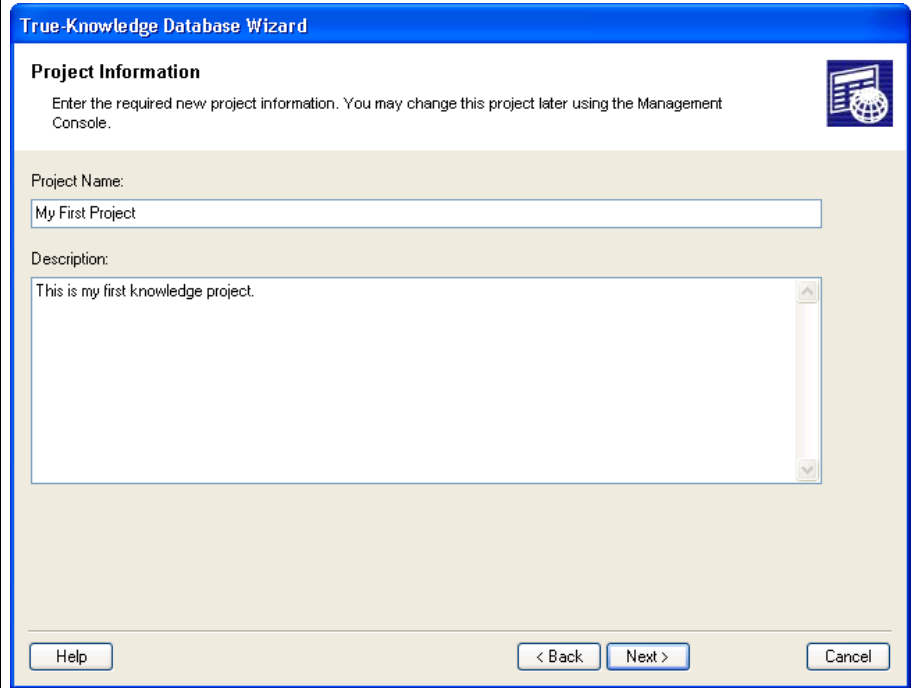 True-Knowledge Database Wizard
Project Information
Enter the required new project information. You may change this project later using the Management
Console.
Project Name:
My First Project
Description:
This is my first knowledge project.
Help
< Back
Next >
Cancel